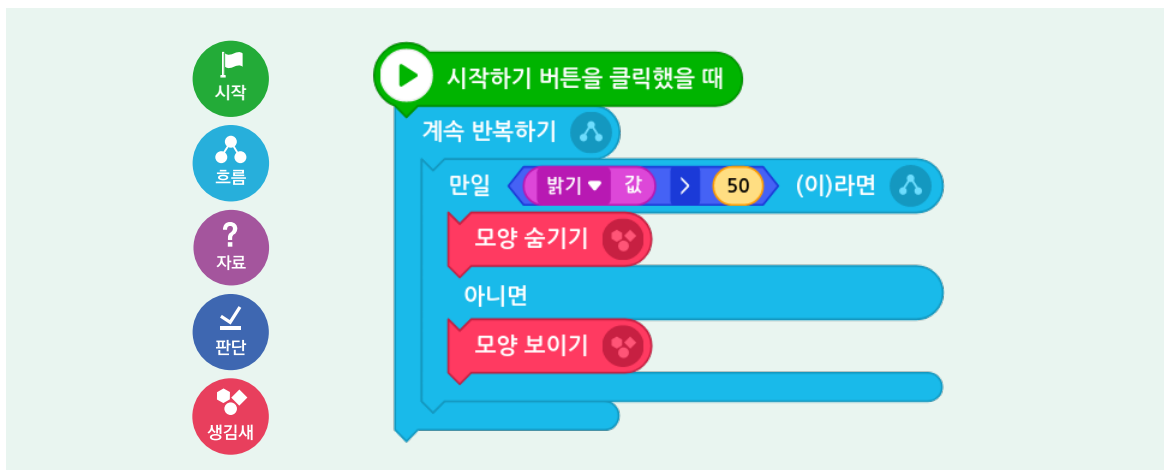 시작
흐름
?
자료
판단
생김새
시작하기 버튼을 클릭했을 때
계속 반복하기
만일 밝기 값 > 50 (이)라면
모양 숨기기
아니면
모양 보이기